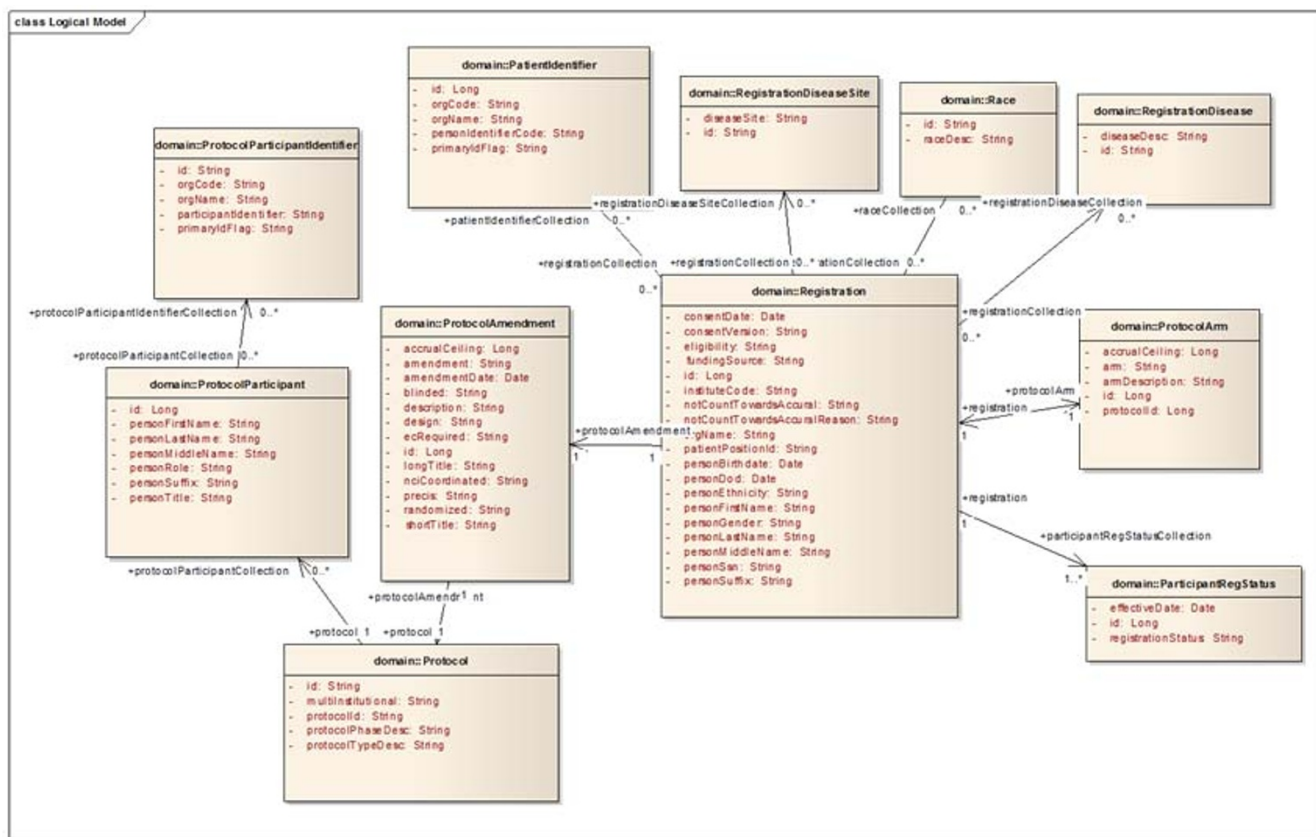 class Logical Model
domain::PatientIdentifier
- id: Long
- orgCode: String
- orgName: String
- personIdentifierCode: String
- primaryIdFlag: String
domain::RegistrationDiseaseSite
- diseaseSite: String
- id: String
domain::Race
- id: String
- raceDesc: String
domain::RegistrationDisease
- diseaseDesc: String
- id: String
domain::ProtocolParticipantIdentifier
- id: String
- orgCode: String
- orgName: String
- participantIdentifier: String
- primaryIdFlag: String
+registrationDiseaseSiteCollection 0..*
+patientIdentifierCollection 0..*
+raceCollection 0..*
+registrationDiseaseCollection
0..*
+registrationCollection
0..*
+registrationCollection 0..*
ationCollection 0..*
+protocolParticipantIdentifierCollection 0..*
+protocolParticipantCollection 0..*
domain::ProtocolParticipant
- id: Long
- personFirstName: String
- personLastName: String
- personMiddleName: String
- personRole: String
- personSuffix: String
- personTitle: String
domain::ProtocolAmendment
- accrualCeiling: Long
- amendment: String
- amendmentDate: Date
- blinded: String
- description: String
- design: String
- ecRequired: String
- id: Long
- longTitle: String
- nciCoordinated: String
- precis: String
- randomized: String
- shortTitle: String
domain::Registration
- consentDate: Date
- consentVersion: String
- eligibility: String
- fundingSource: String
- id: Long
- instituteCode: String
- notCountTowardsAccural: String
- notCountTowardsAccuralReason: String
rgName: String
- patientPositionId: String
- personBirthdate: Date
- personDod: Date
- personEthnicity: String
- personFirstName: String
- personGender: String
- personLastName: String
- personMiddleName: String
- personSsn: String
- personSuffix: String
+registrationCollection
0..*
domain::ProtocolArm
- accrualCeiling: Long
- arm: String
- armDescription: String
- id: Long
- protocolId: Long
+protocolArm
1
+registration
1
+protocolAmendment
1
1
+registration
1
+participantRegStatusCollection
1..*
domain::ParticipantRegStatus
- effectiveDate: Date
- id: Long
- registrationStatus: String
+protocolParticipantCollection 0..*
+protocolAmendm 1 nt
+protocol 1
+protocol 1
domain::Protocol
- id: String
- multiInstitutional: String
- protocolId: String
- protocolPhaseDesc: String
- protocolTypeDesc: String